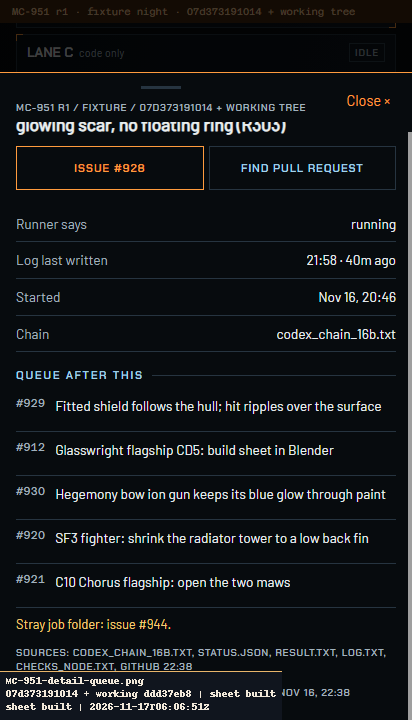 MC-951 r1 · fixture night · 07d373191014 + working tree
LANE C code only
IDLE
MC-951 R1 / FIXTURE / 07D373191014 + WORKING TREE
Close ×
glowing scar, no floating ring (R303)
ISSUE #928
FIND PULL REQUEST
Runner says running
Log last written 21:58 · 40m ago
Started Nov 16, 20:46
Chain codex_chain_16b.txt
QUEUE AFTER THIS
#929 Fitted shield follows the hull; hit ripples over the surface
#912 Glasswright flagship CD5: build sheet in Blender
#930 Hegemony bow ion gun keeps its blue glow through paint
#920 SF3 fighter: shrink the radiator tower to a low back fin
#921 C10 Chorus flagship: open the two maws
Stray job folder: issue #944.
SOURCES: CODEX_CHAIN_16B.TXT, STATUS.JSON, RESULT.TXT, LOG.TXT,
CHECKS_NODE.TXT, GITHUB 22:38
NOV 16, 22:38
MC-951-detail-queue.png
07d373191014 + working ddd37eb8 | sheet built
sheet built | 2026-11-17T06:06:51Z